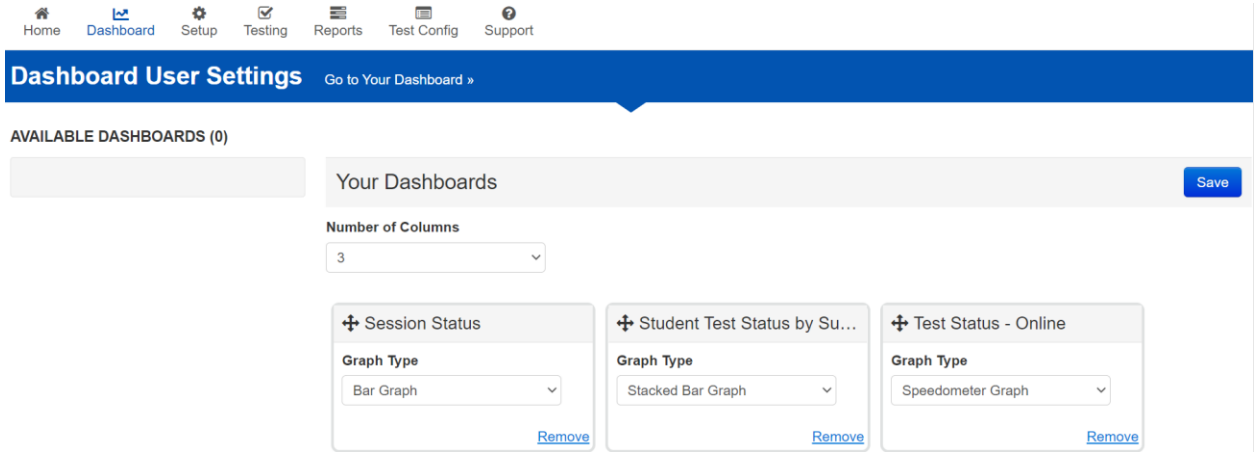 Home Dashboard Setup Testing Reports Test Config Support
Dashboard User Settings Go to Your Dashboard »
AVAILABLE DASHBOARDS (0)
Your Dashboards Save
Number of Columns
3
Session Status Student Test Status by Su... Test Status - Online
Graph Type Graph Type Graph Type
Bar Graph Stacked Bar Graph Speedometer Graph
Remove Remove Remove